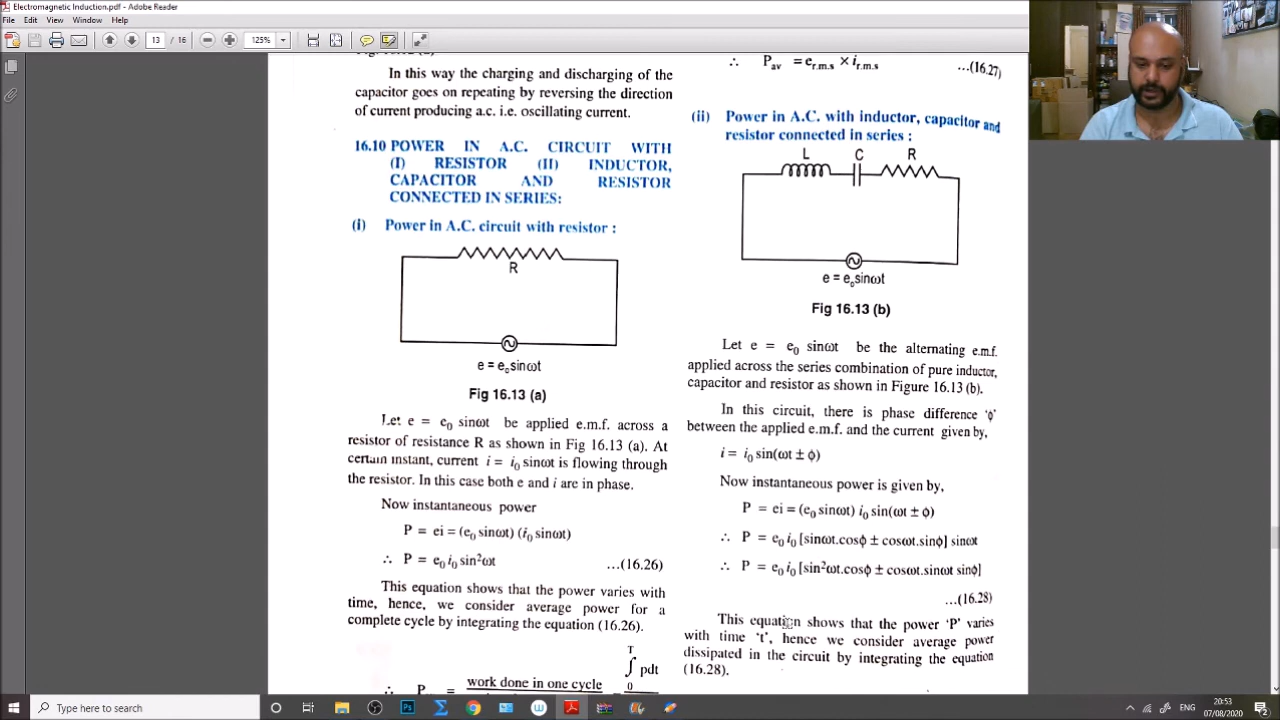 Electromagnetic Induction.pdf - Adobe Reader
File Edit View Window Help
13 / 16 125%
In this way the charging and discharging of the
capacitor goes on repeating by reversing the direction
of current producing a.c. i.e. oscillating current.
16.10 POWER IN A.C. CIRCUIT WITH
(I) RESISTOR (II) INDUCTOR,
CAPACITOR AND RESISTOR
CONNECTED IN SERIES:
(i) Power in A.C. circuit with resistor :
R
e = e₀sinωt
Fig 16.13 (a)
Let e = e₀ sinωt be applied e.m.f. across a
resistor of resistance R as shown in Fig 16.13 (a). At
certain instant, current i = i₀ sinωt is flowing through
the resistor. In this case both e and i are in phase.
Now instantaneous power
P = ei = (e₀ sinωt) (i₀ sinωt)
∴ P = e₀ i₀ sin²ωt ...(16.26)
This equation shows that the power varies with
time, hence, we consider average power for a
complete cycle by integrating the equation (16.26).
T
∫ pdt
∴ P = work done in one cycle 0
∴ Pav = er.m.s × ir.m.s ...(16.27)
(ii) Power in A.C. with inductor, capacitor and
resistor connected in series :
L C R
e = e₀sinωt
Fig 16.13 (b)
Let e = e₀ sinωt be the alternating e.m.f.
applied across the series combination of pure inductor,
capacitor and resistor as shown in Figure 16.13 (b).
In this circuit, there is phase difference 'ϕ'
between the applied e.m.f. and the current given by,
i = i₀ sin(ωt ± ϕ)
Now instantaneous power is given by,
P = ei = (e₀ sinωt) i₀ sin(ωt ± ϕ)
∴ P = e₀ i₀ [sinωt.cosϕ ± cosωt.sinϕ] sinωt
∴ P = e₀ i₀ [sin²ωt.cosϕ ± cosωt.sinωt sinϕ]
...(16.28)
This equation shows that the power 'P' varies
with time 't', hence we consider average power
dissipated in the circuit by integrating the equation
(16.28).
Type here to search
ENG
20:53
07/08/2020
2